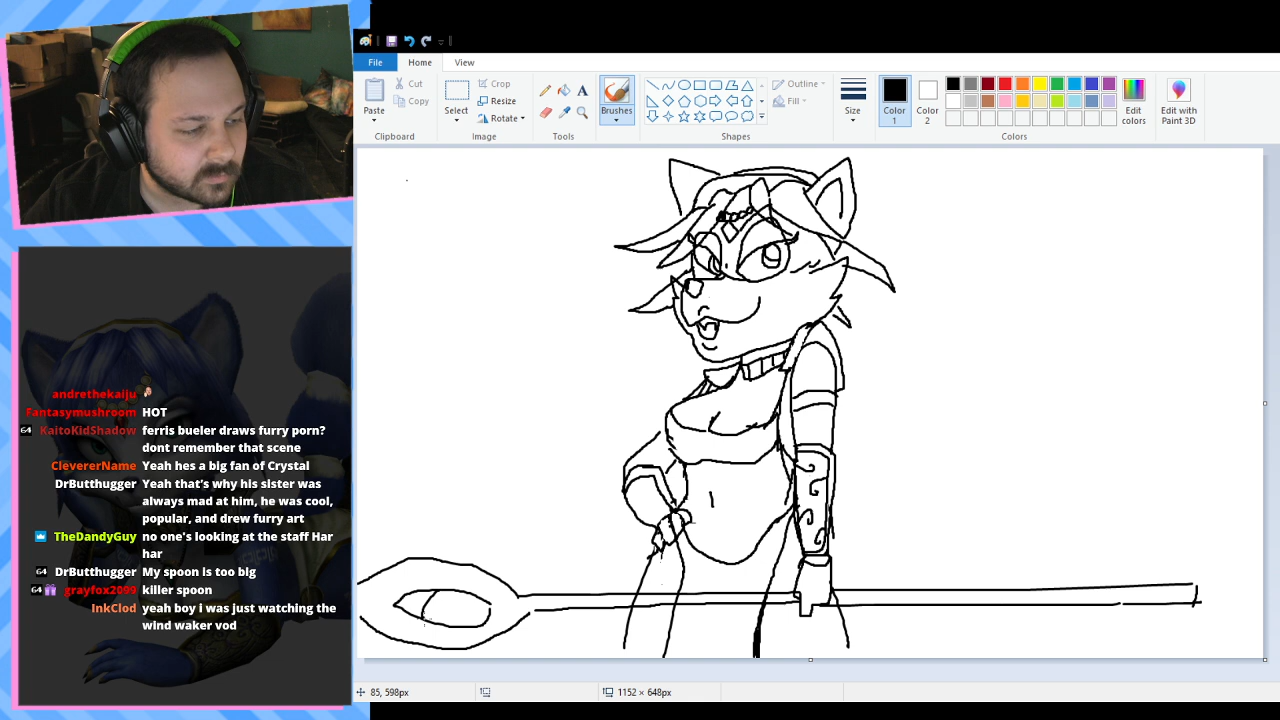 File
Home
View
Paste
Cut
Copy
Clipboard
Select
Crop
Resize
Rotate
Image
Tools
Brushes
Shapes
Outline
Fill
Size
Color 1
Color 2
Edit colors
Colors
Edit with Paint 3D
andrethekaiju
Fantasymushroom HOT
64 KaitoKidShadow ferris bueler draws furry porn?
dont remember that scene
ClevererName Yeah hes a big fan of Crystal
DrButthugger Yeah that's why his sister was
always mad at him, he was cool,
popular, and drew furry art
TheDandyGuy no one's looking at the staff Har
har
64 DrButthugger My spoon is too big
64 grayfox2099 killer spoon
InkClod yeah boy i was just watching the
wind waker vod
85, 598px
1152 × 648px